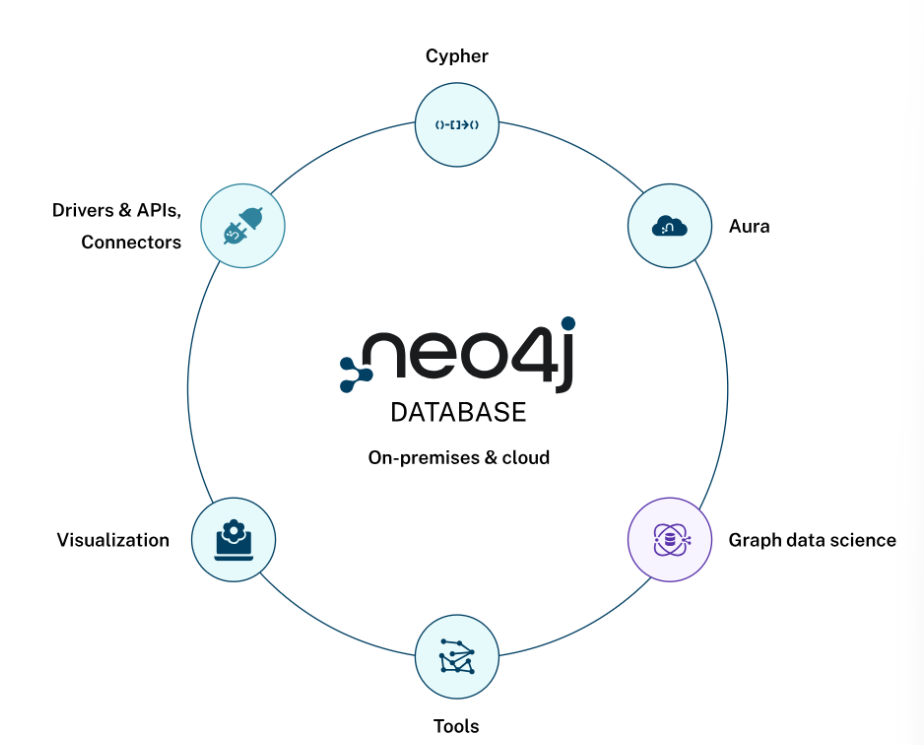 Cypher
()-[]→()
Drivers & APIs,
Connectors
Aura
neo4j
DATABASE
On-premises & cloud
Visualization
Graph data science
Tools